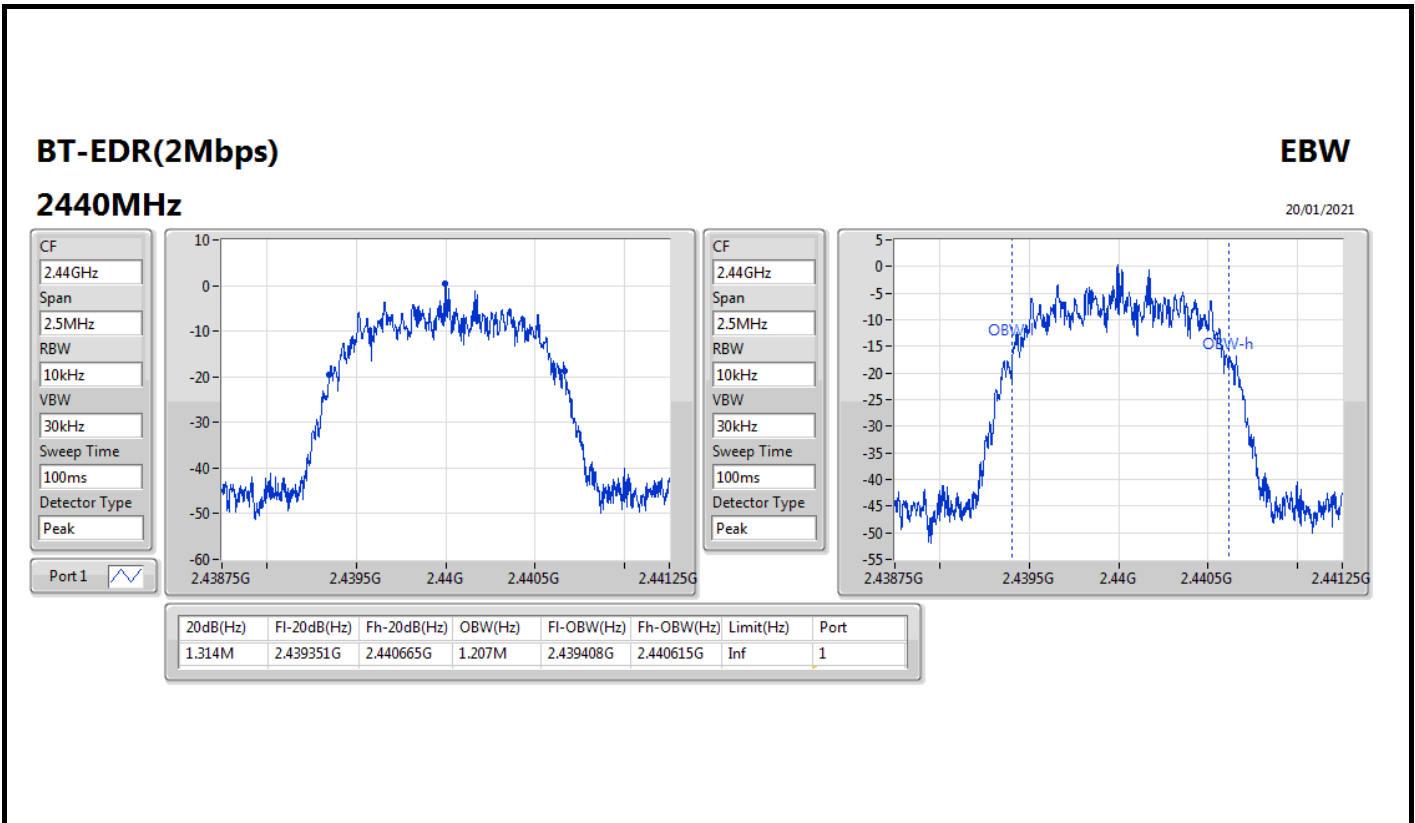 BT-EDR(2Mbps)
EBW
2440MHz
20/01/2021
CF
2.44GHz
Span
2.5MHz
RBW
10kHz
VBW
30kHz
Sweep Time
100ms
Detector Type
Peak
Port 1
10
0
-10
-20
-30
-40
-50
-60
2.43875G 2.4395G 2.44G 2.4405G 2.44125G
CF
2.44GHz
Span
2.5MHz
RBW
10kHz
VBW
30kHz
Sweep Time
100ms
Detector Type
Peak
5
0
-5
-10
-15
-20
-25
-30
-35
-40
-45
-50
-55
OBW-l
OBW-h
2.43875G 2.4395G 2.44G 2.4405G 2.44125G
20dB(Hz) Fl-20dB(Hz) Fh-20dB(Hz) OBW(Hz) Fl-OBW(Hz) Fh-OBW(Hz) Limit(Hz) Port
1.314M 2.439351G 2.440665G 1.207M 2.439408G 2.440615G Inf 1